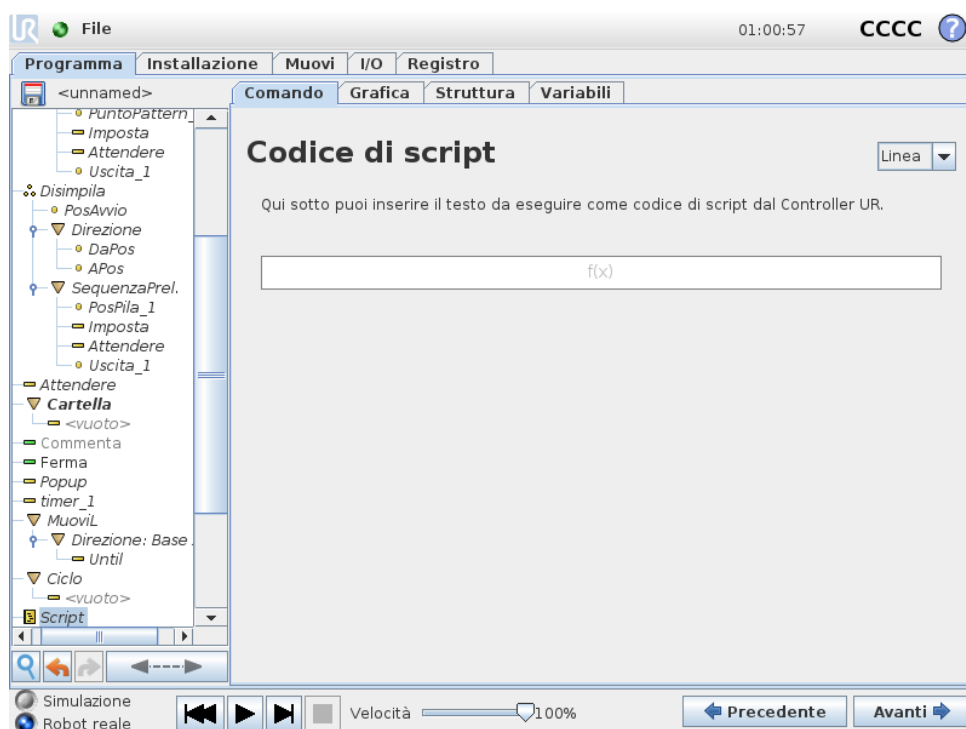 UR File 01:00:57 CCCC ?
Programma Installazione Muovi I/O Registro
<unnamed> Comando Grafica Struttura Variabili
PuntoPattern_
Imposta
Attendere
Uscita_1
Disimpila
PosAvvio
Direzione
DaPos
APos
SequenzaPrel.
PosPila_1
Imposta
Attendere
Uscita_1
Attendere
Cartella
<vuoto>
Commenta
Ferma
Popup
timer_1
MuoviL
Direzione: Base
Until
Ciclo
<vuoto>
Script
Codice di script Linea
Qui sotto puoi inserire il testo da eseguire come codice di script dal Controller UR.
f(x)
Simulazione
Robot reale
Velocità 100% Precedente Avanti